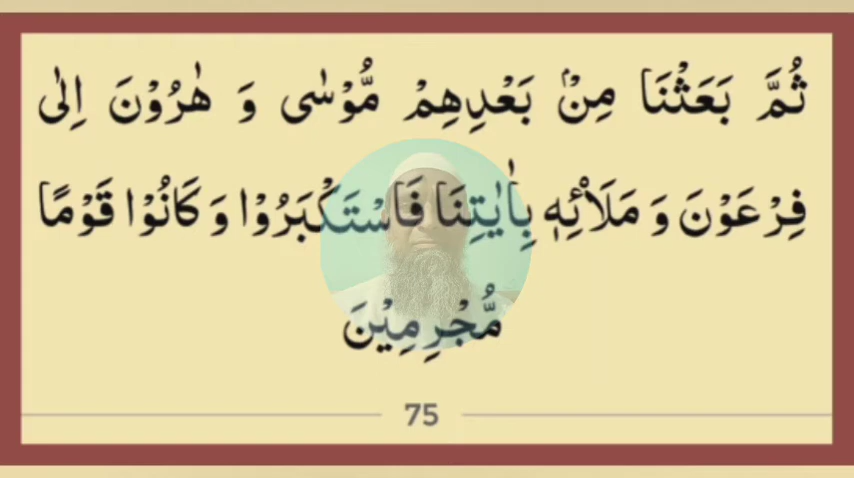 ثُمَّ بَعَثْنَا مِنْۢ بَعْدِهِمْ مُّوْسٰى وَ هٰرُوْنَ اِلٰى
فِرْعَوْنَ وَ مَلَا۠ئِهٖ بِاٰيٰتِنَا فَاسْتَكْبَرُوْا وَ كَانُوْا قَوْمًا
مُّجْرِمِيْنَ
75